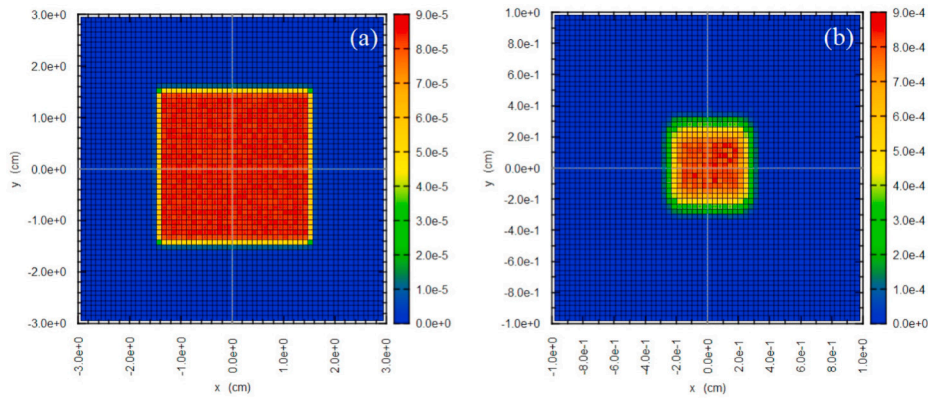 (a)
y (cm)
3.0e+0
2.0e+0
1.0e+0
0.0e+0
-1.0e+0
-2.0e+0
-3.0e+0
-3.0e+0
-2.0e+0
-1.0e+0
0.0e+0
1.0e+0
2.0e+0
3.0e+0
x (cm)
9.0e-5
8.0e-5
7.0e-5
6.0e-5
5.0e-5
4.0e-5
3.0e-5
2.0e-5
1.0e-5
0.0e+0
(b)
y (cm)
1.0e+0
8.0e-1
6.0e-1
4.0e-1
2.0e-1
0.0e+0
-2.0e-1
-4.0e-1
-6.0e-1
-8.0e-1
-1.0e+0
-1.0e+0
-8.0e-1
-6.0e-1
-4.0e-1
-2.0e-1
0.0e+0
2.0e-1
4.0e-1
6.0e-1
8.0e-1
1.0e+0
x (cm)
9.0e-4
8.0e-4
7.0e-4
6.0e-4
5.0e-4
4.0e-4
3.0e-4
2.0e-4
1.0e-4
0.0e+0